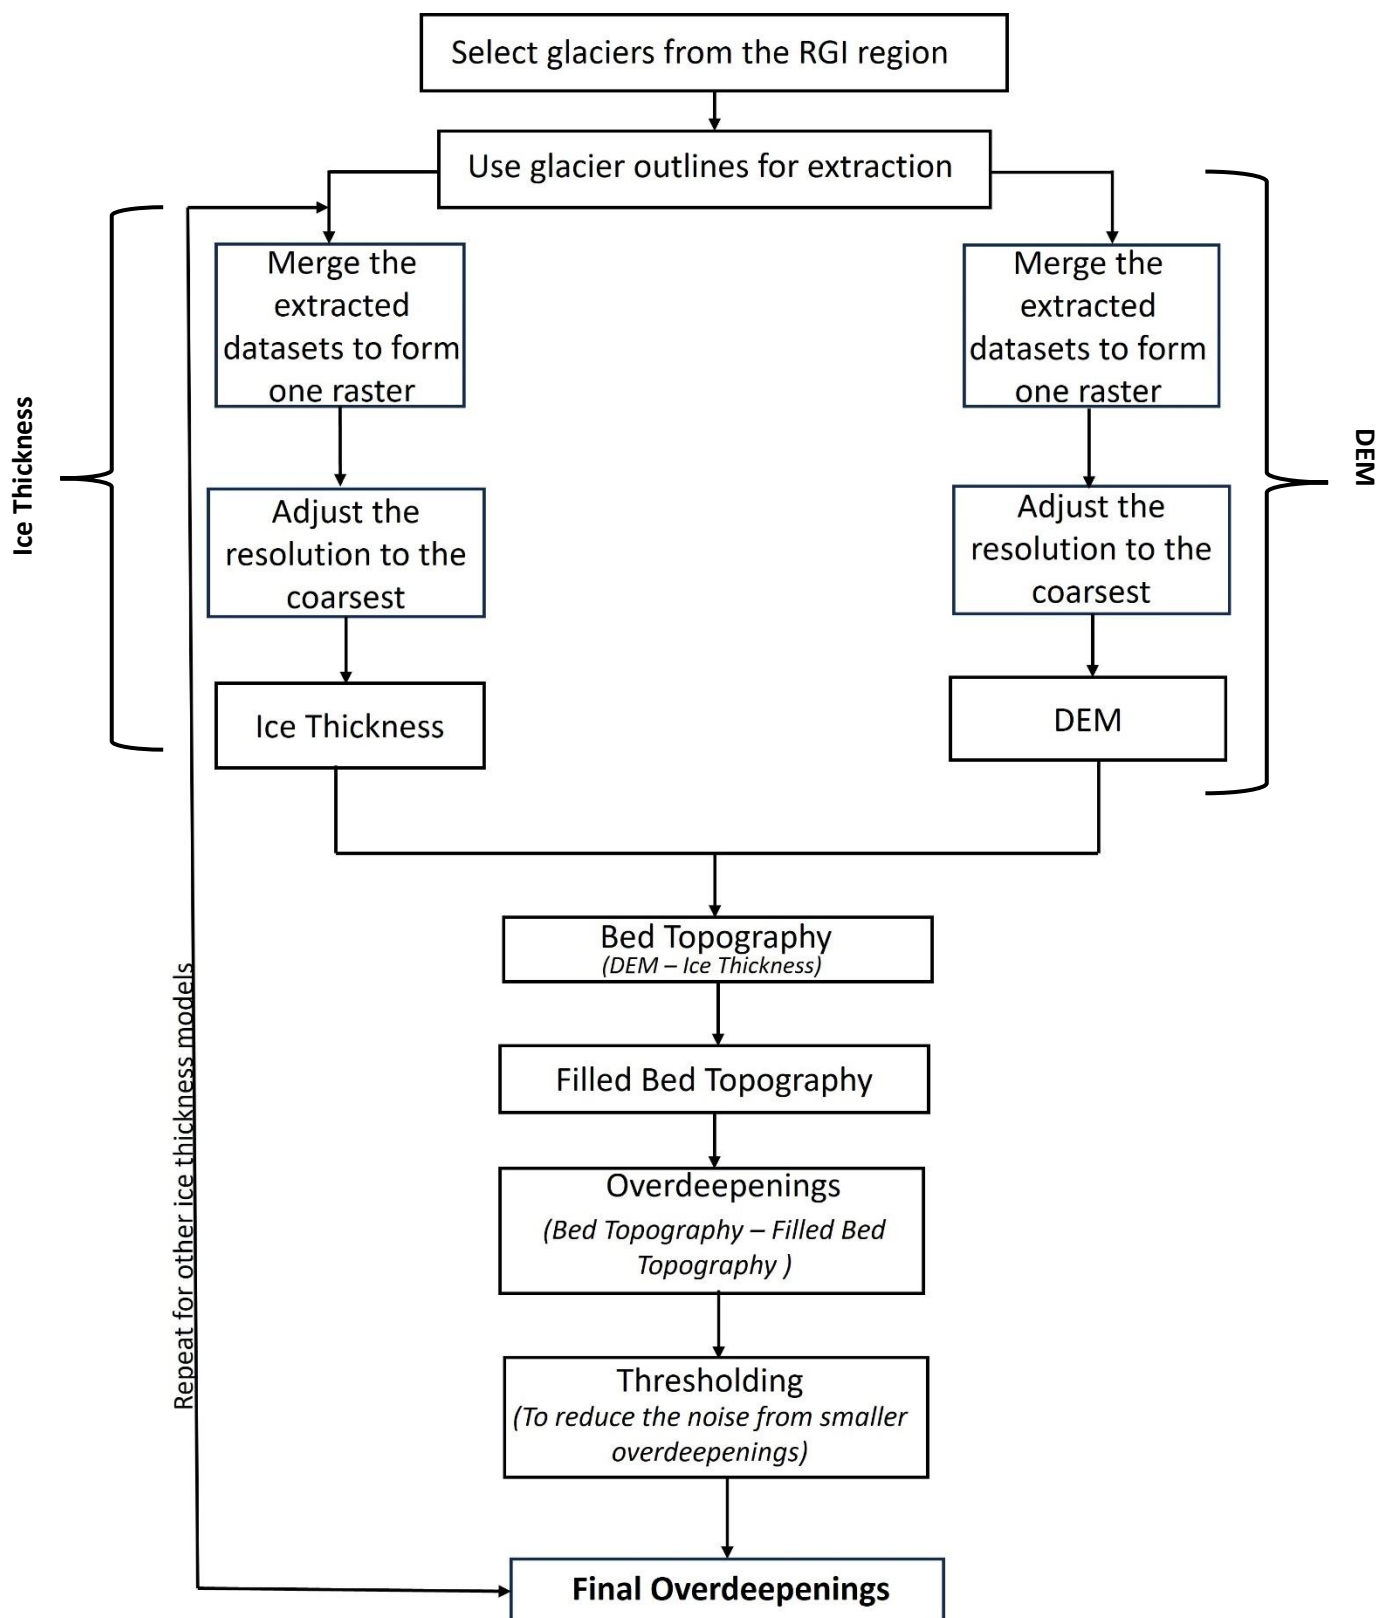 Select glaciers from the RGI region
Use glacier outlines for extraction
Merge the
extracted
datasets to form
one raster
Merge the
extracted
datasets to form
one raster
Ice Thickness
DEM
Adjust the
resolution to the
coarsest
Adjust the
resolution to the
coarsest
Ice Thickness
DEM
Bed Topography
(DEM – Ice Thickness)
Filled Bed Topography
Repeat for other ice thickness models
Overdeepenings
(Bed Topography – Filled Bed
Topography )
Thresholding
(To reduce the noise from smaller
overdeepenings)
Final Overdeepenings